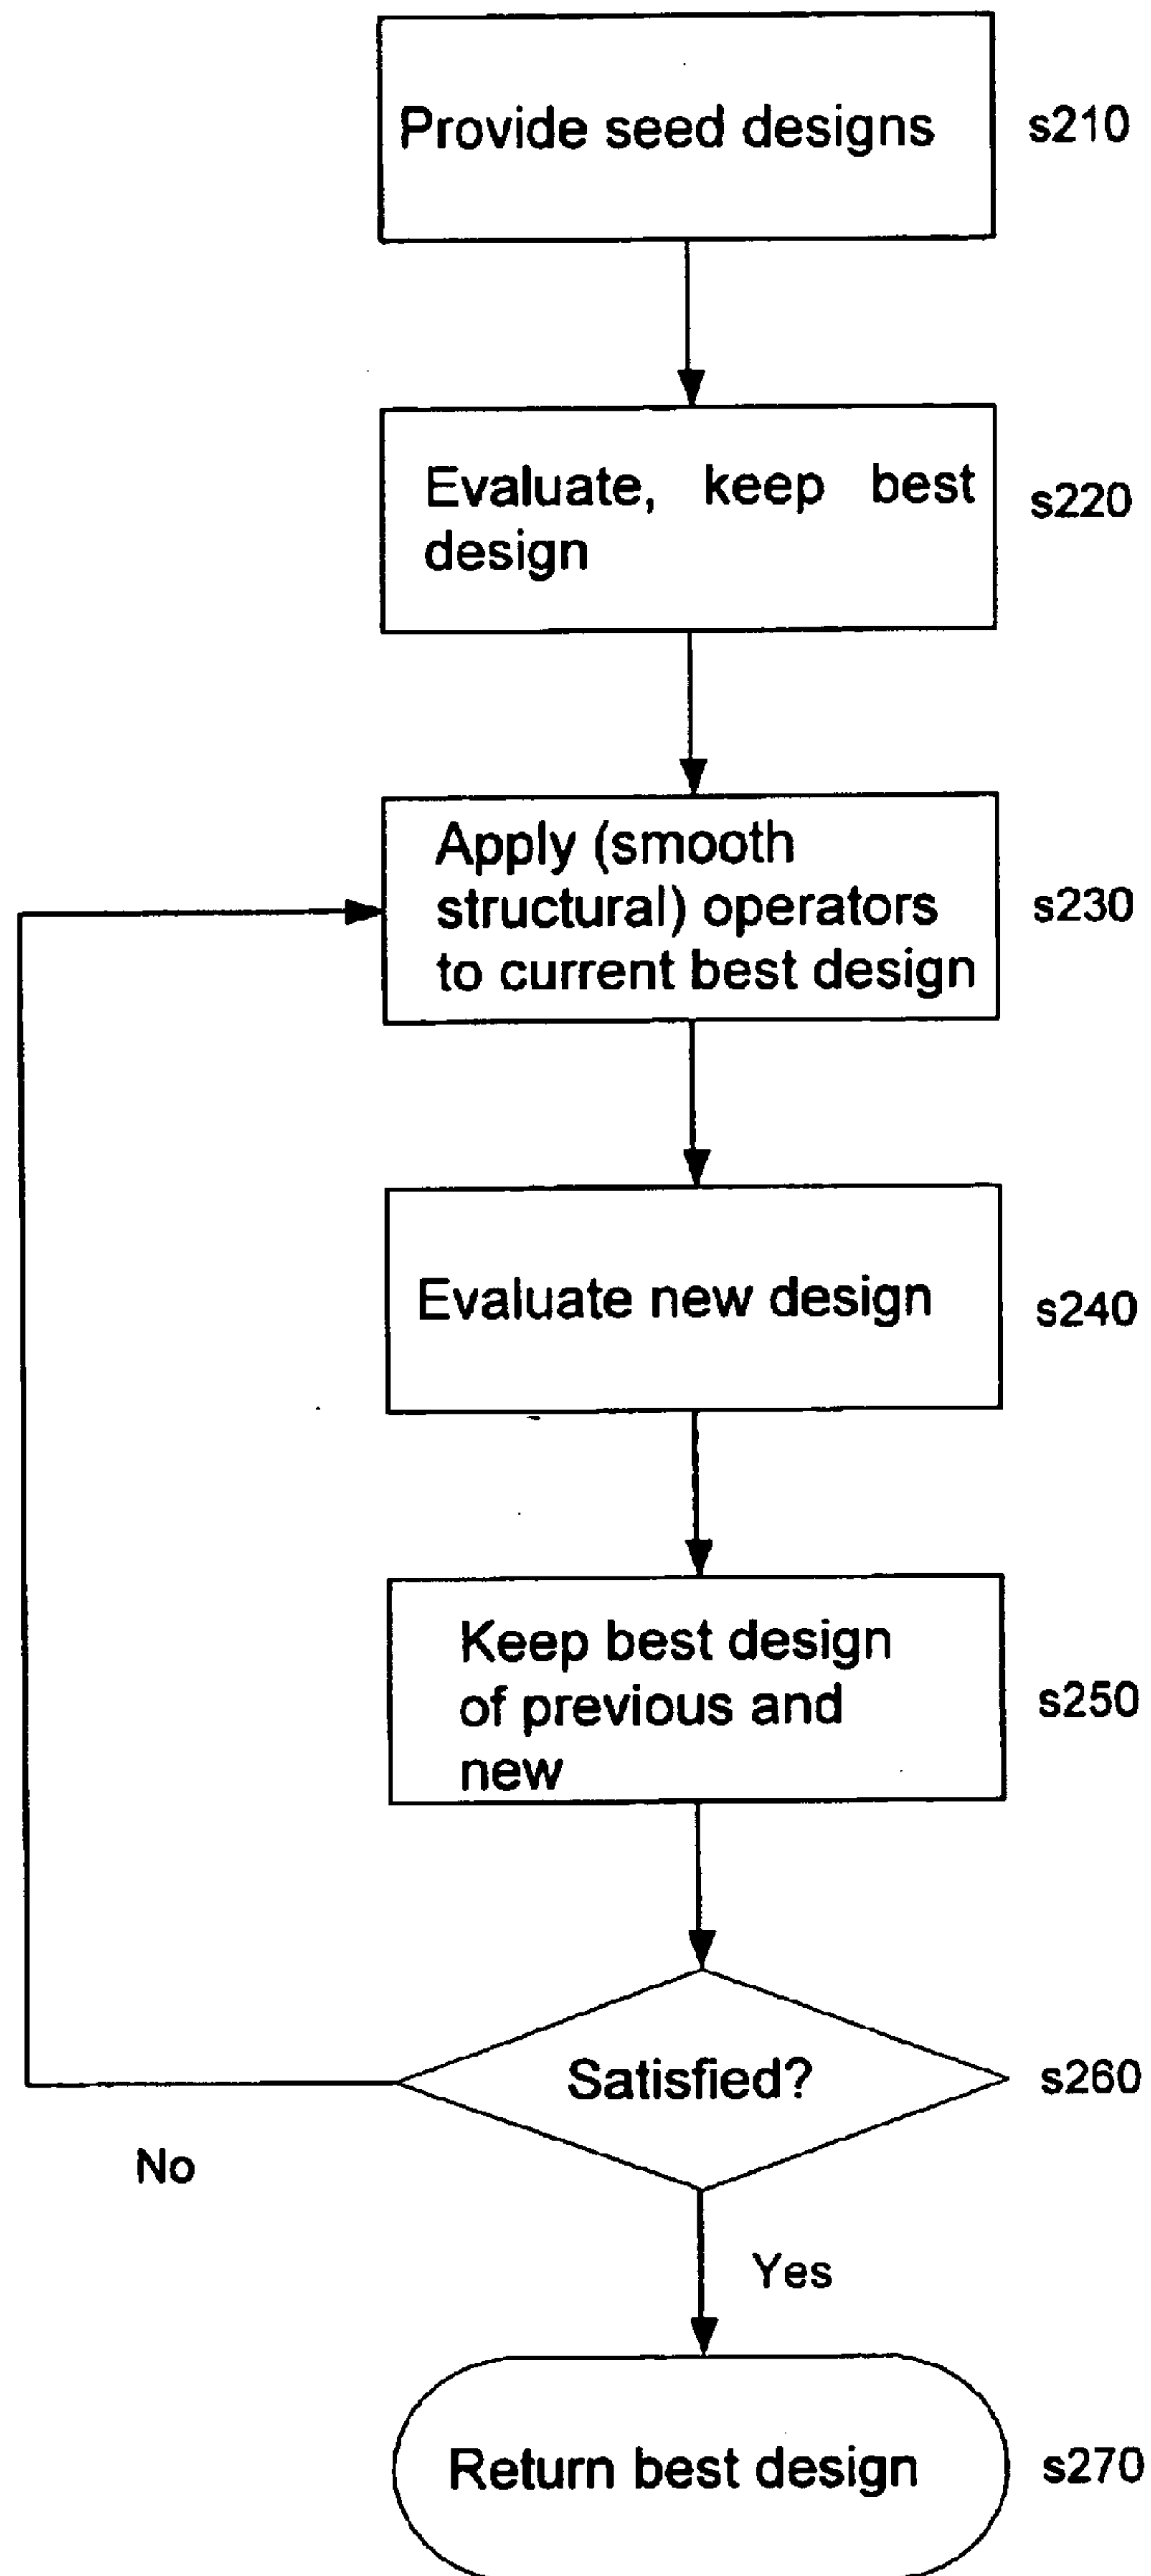 Provide seed designs
s210
Evaluate, keep best
design
s220
Apply (smooth
structural) operators
to current best design
s230
Evaluate new design
s240
Keep best design
of previous and
new
s250
Satisfied?
s260
No
Yes
Return best design
s270